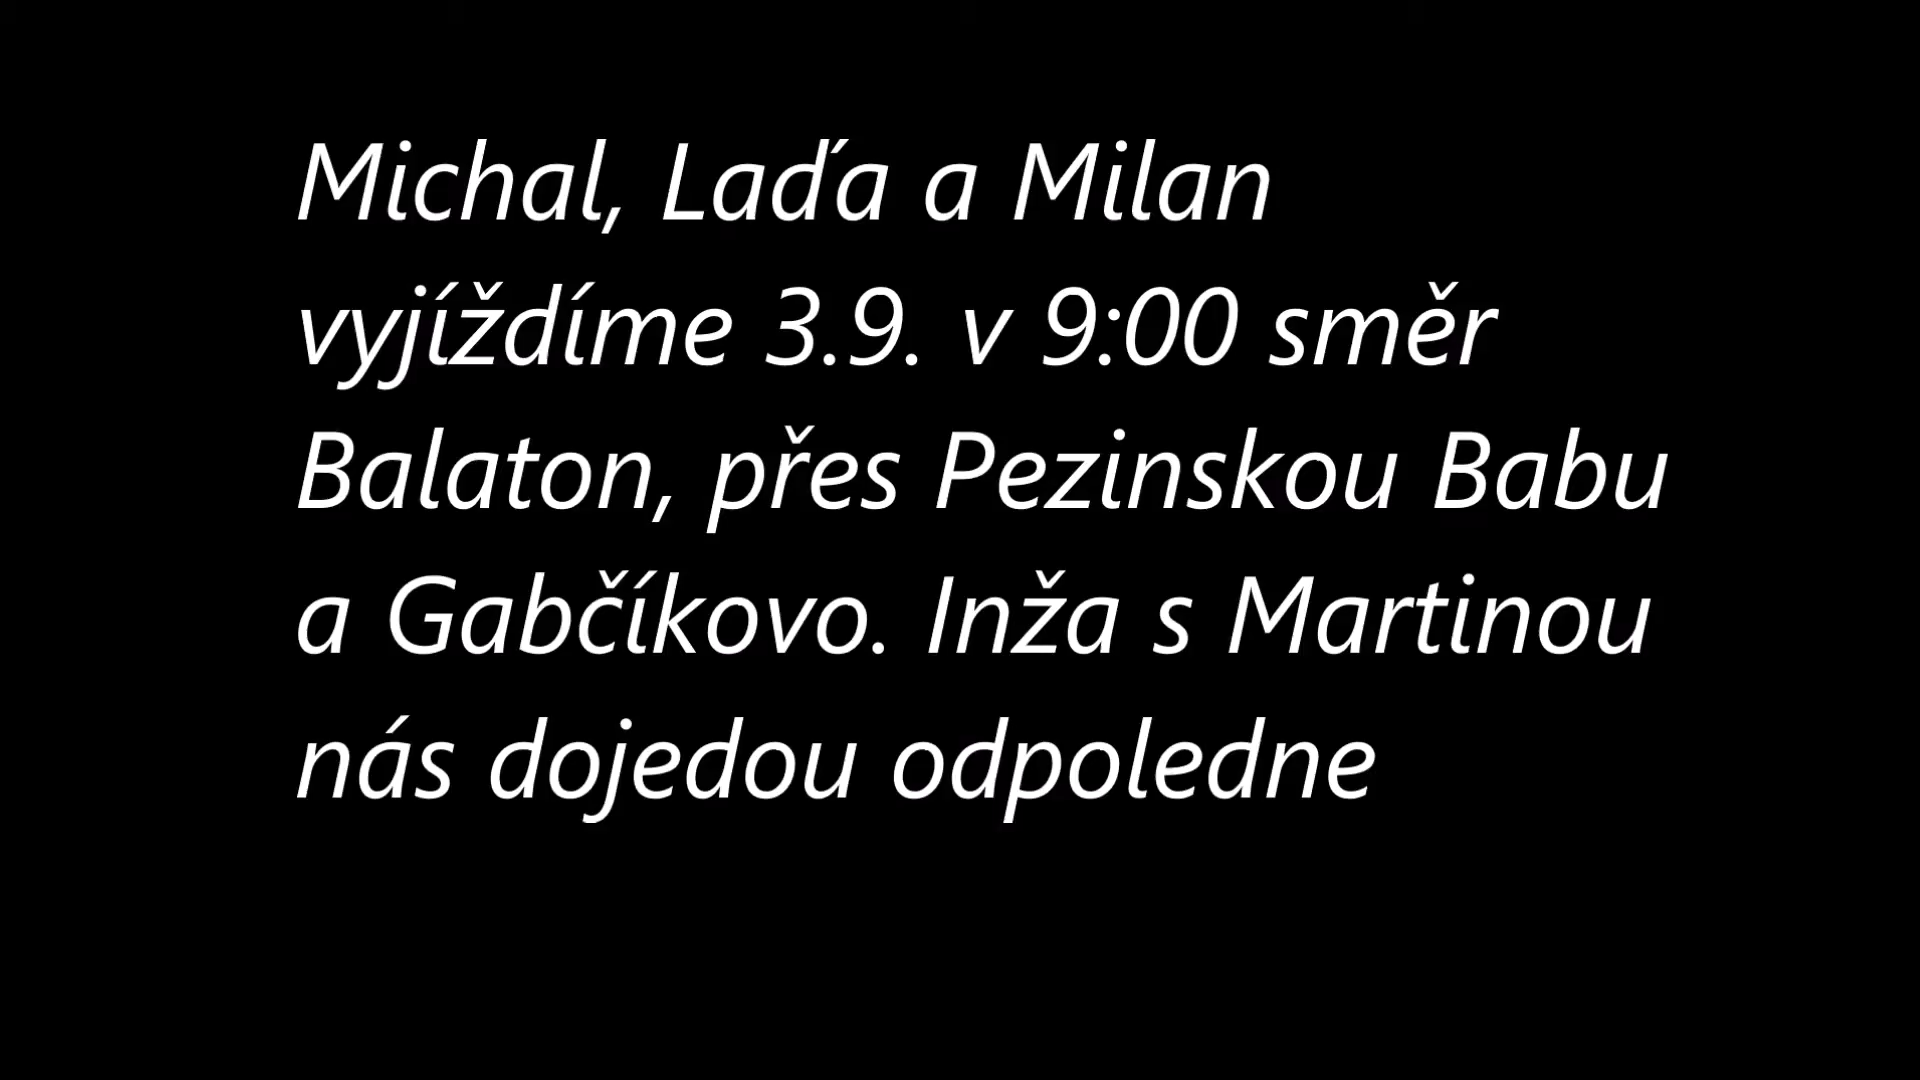 Michal, Laďa a Milan
vyjíždíme 3.9. v 9:00 směr
Balaton, přes Pezinskou Babu
a Gabčíkovo. Inža s Martinou
nás dojedou odpoledne